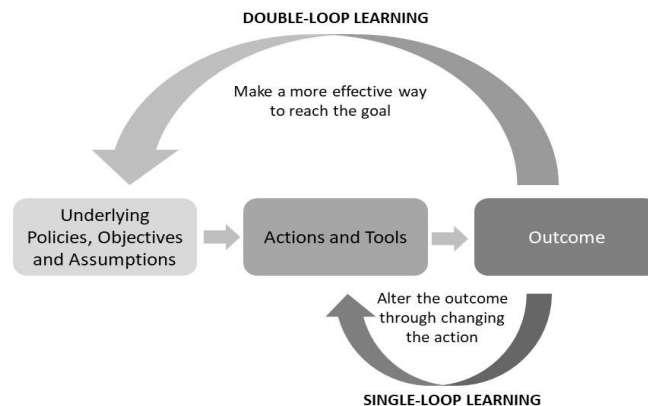 DOUBLE-LOOP LEARNING
Make a more effective way
to reach the goal
Underlying
Policies, Objectives
and Assumptions
Actions and Tools
Outcome
Alter the outcome
through changing
the action
SINGLE-LOOP LEARNING